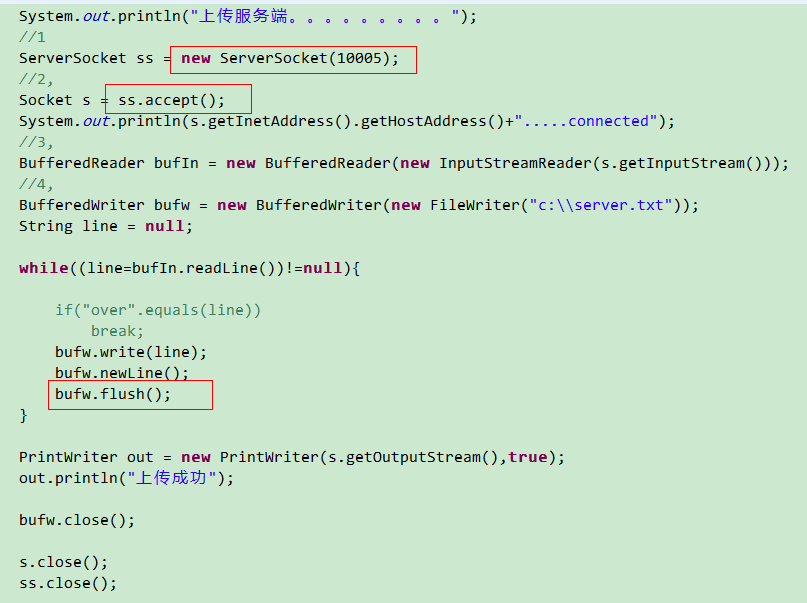 System.out.println("上传服务端。。。。。。。。。");
//1
ServerSocket ss = new ServerSocket(10005);
//2,
Socket s = ss.accept();
System.out.println(s.getInetAddress().getHostAddress()+".....connected");
//3,
BufferedReader bufIn = new BufferedReader(new InputStreamReader(s.getInputStream()));
//4,
BufferedWriter bufw = new BufferedWriter(new FileWriter("c:\\server.txt"));
String line = null;
while((line=bufIn.readLine())!=null){
if("over".equals(line))
break;
bufw.write(line);
bufw.newLine();
bufw.flush();
}
PrintWriter out = new PrintWriter(s.getOutputStream(),true);
out.println("上传成功");
bufw.close();
s.close();
ss.close();